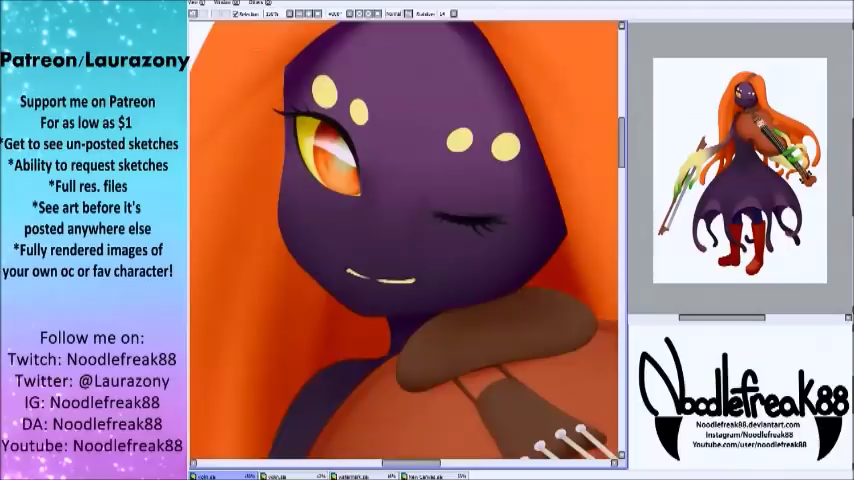 Patreon/Laurazony
Support me on Patreon
For as low as $1
*Get to see un-posted sketches
*Ability to request sketches
*Full res. files
*See art before it's
posted anywhere else
*Fully rendered images of
your own oc or fav character!
Follow me on:
Twitch: Noodlefreak88
Twitter: @Laurazony
IG: Noodlefreak88
DA: Noodlefreak88
Youtube: Noodlefreak88
Selection
Normal
Noodlefreak88
Noodlefreak88.deviantart.com
Instagram/Noodlefreak88
Youtube.com/user/noodlefreak88